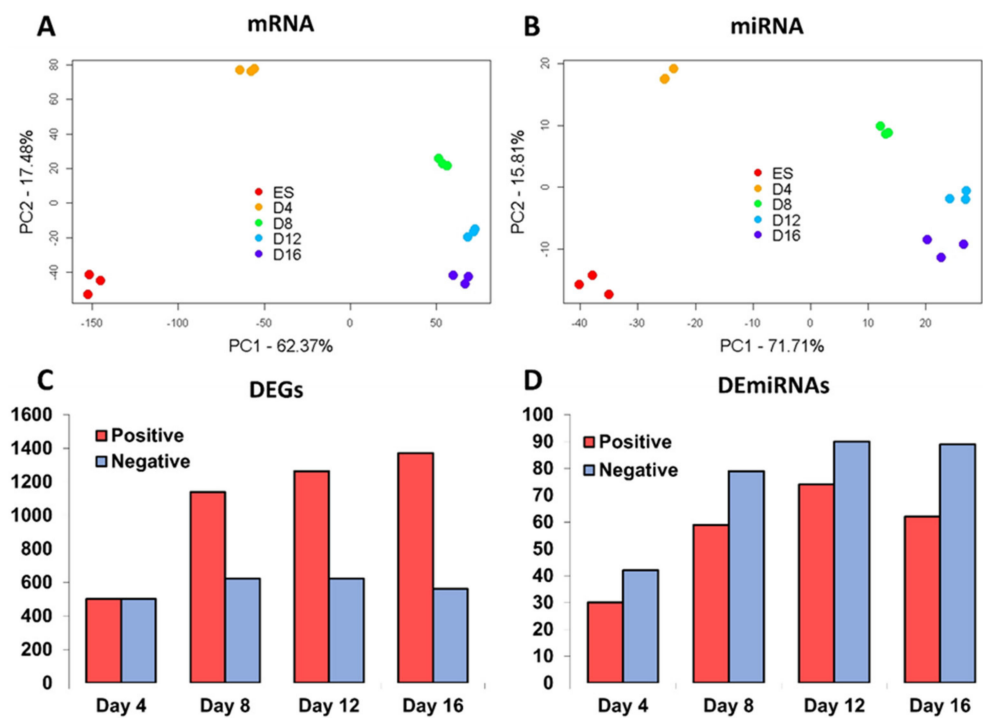 A
mRNA
PC2 - 17.48%
80
60
40
20
0
-20
-40
ES
D4
D8
D12
D16
-150
-100
-50
0
50
PC1 - 62.37%
B
miRNA
PC2 - 15.81%
20
10
0
-10
ES
D4
D8
D12
D16
-40
-30
-20
-10
0
10
20
PC1 - 71.71%
C
DEGs
1600
1400
1200
1000
800
600
400
200
0
Positive
Negative
Day 4
Day 8
Day 12
Day 16
D
DEmiRNAs
100
90
80
70
60
50
40
30
20
10
0
Positive
Negative
Day 4
Day 8
Day 12
Day 16